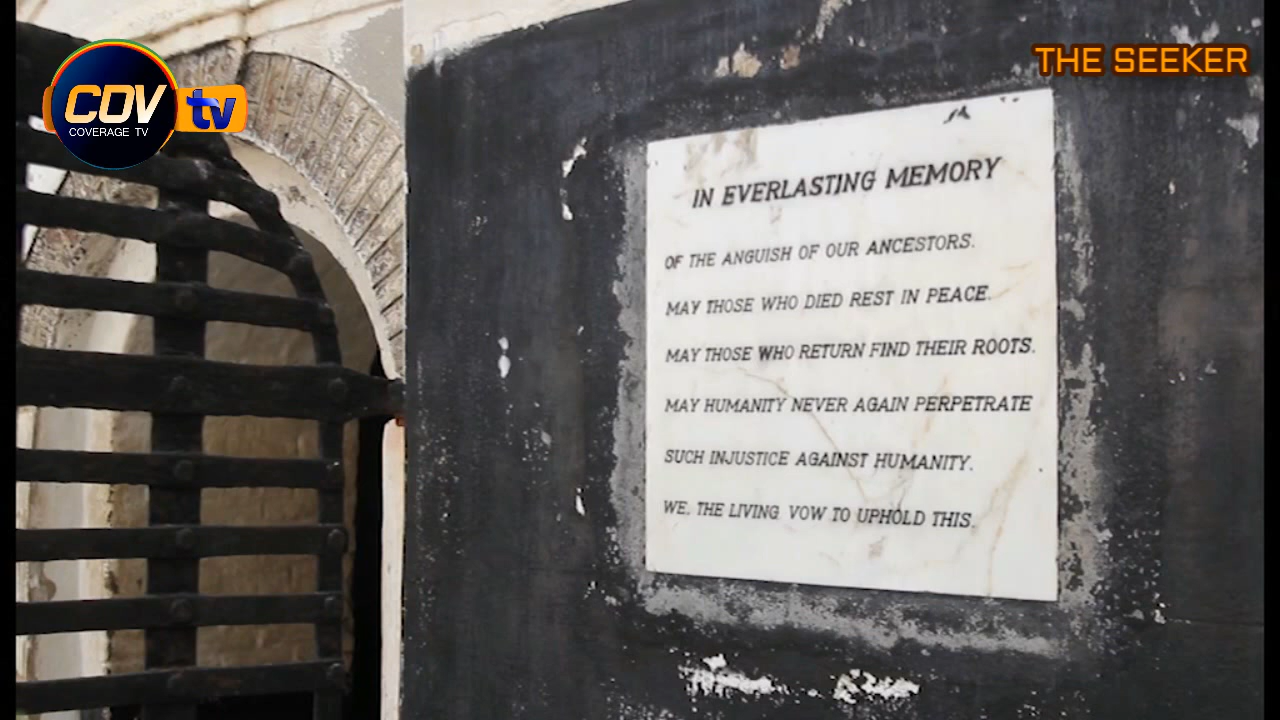 CDV tv
COVERAGE TV
THE SEEKER
IN EVERLASTING MEMORY
OF THE ANGUISH OF OUR ANCESTORS.
MAY THOSE WHO DIED REST IN PEACE.
MAY THOSE WHO RETURN FIND THEIR ROOTS.
MAY HUMANITY NEVER AGAIN PERPETRATE
SUCH INJUSTICE AGAINST HUMANITY.
WE, THE LIVING VOW TO UPHOLD THIS.